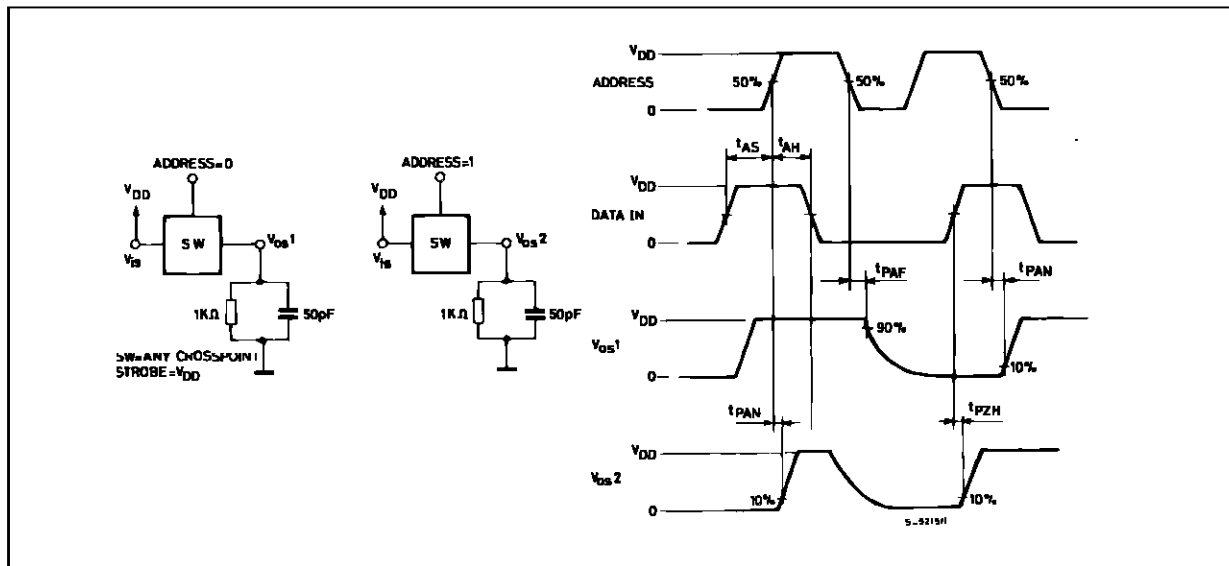 ADDRESS=0
VDD
SW
Vis
Vos1
1KΩ
50pF
SW=ANY CROSSPOINT
STROBE=VDD
ADDRESS=1
VDD
SW
Vis
Vos2
1KΩ
50pF
VDD
ADDRESS
0
50%
50%
50%
tAS
tAH
VDD
DATA IN
0
tPAF
tPAN
VDD
Vos1
0
90%
10%
tPAN
tPZH
VDD
Vos2
0
10%
10%